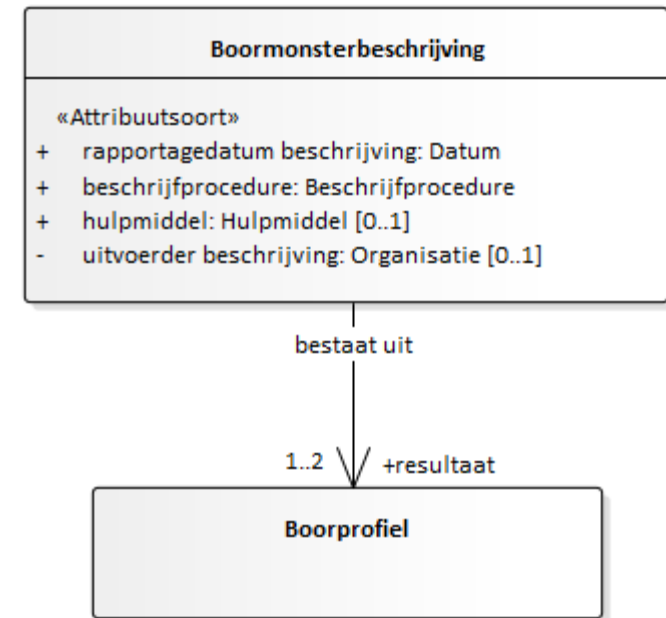 Boormonsterbeschrijving
«Attribuutsoort»
+ rapportagedatum beschrijving: Datum
+ beschrijfprocedure: Beschrijfprocedure
+ hulpmiddel: Hulpmiddel [0..1]
- uitvoerder beschrijving: Organisatie [0..1]
bestaat uit
1..2 +resultaat
Boorprofiel